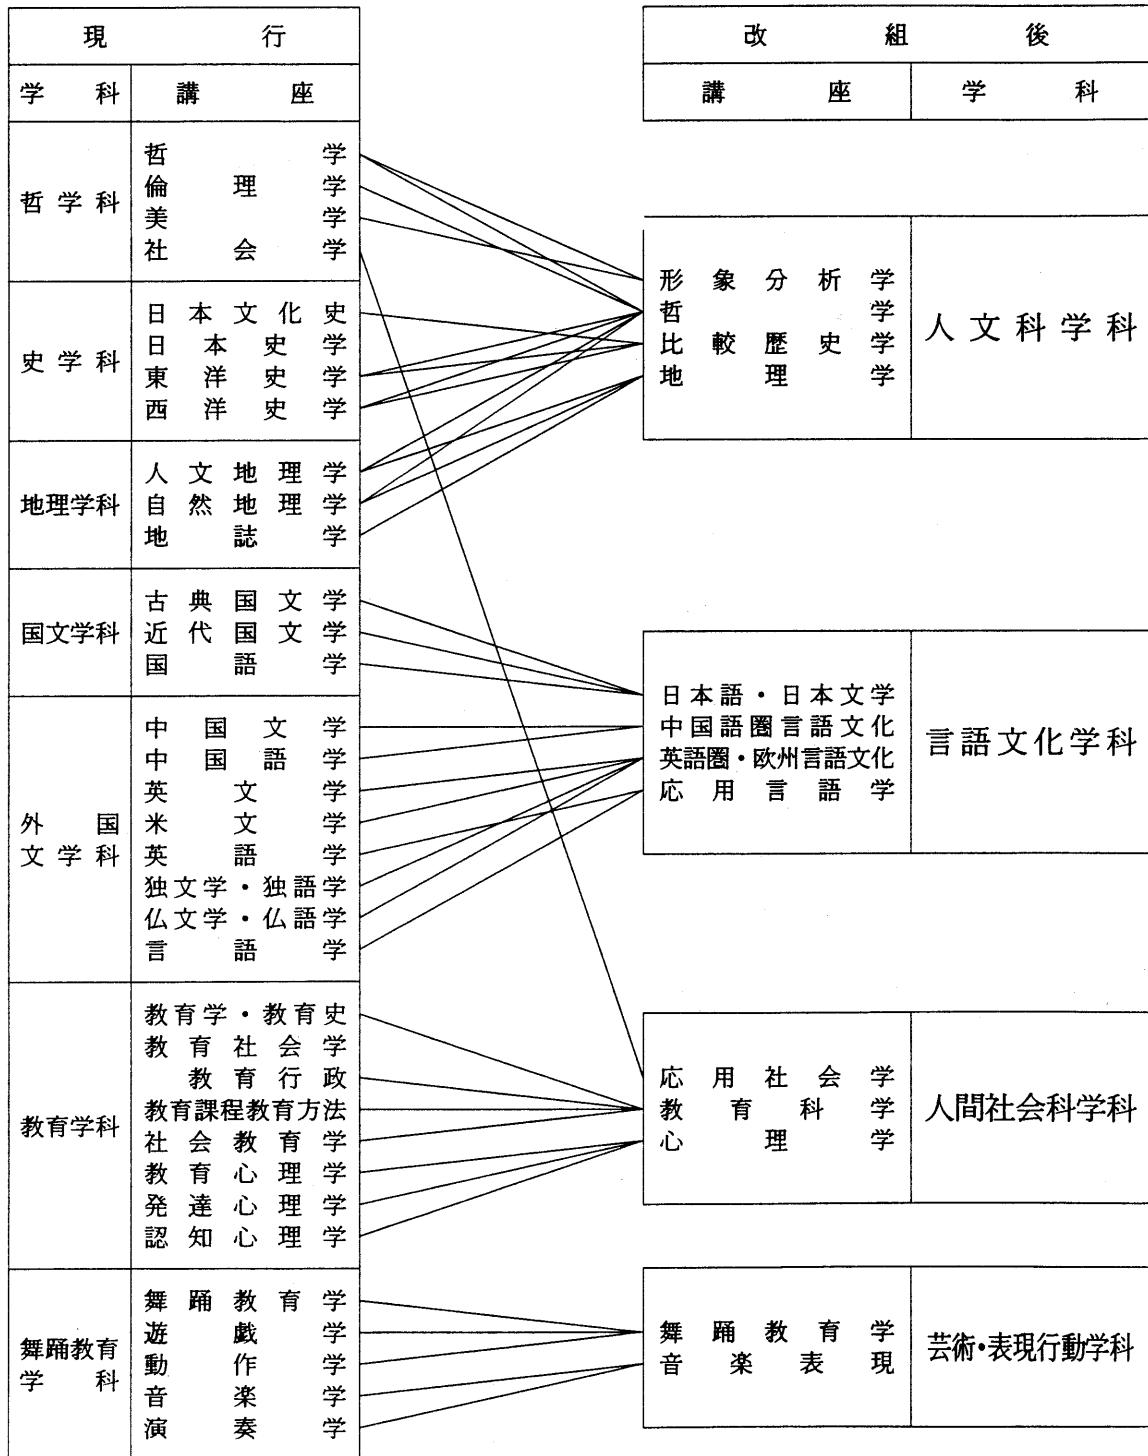 現行
学科 講座
哲学科
哲学
倫理学
美学
社会学
史学科
日本文化史
日本史学
東洋史学
西洋史学
地理学科
人文地理学
自然地理学
地誌学
国文学科
古典国文学
近代国文学
国語学
外国
文学科
中国文学
中国語学
英文学
米文学
英語学
独文学・独語学
仏文学・仏語学
言語学
教育学科
教育学・教育史
教育社会学
教育行政
教育課程教育方法
社会教育学
教育心理学
発達心理学
認知心理学
舞踊教育
学科
舞踊教育学
遊戯学
動作学
音楽学
演奏学
改組後
講座 学科
形象分析学
哲学
比較歴史学
地理学
人文科学科
日本語・日本文学
中国語圏言語文化
英語圏・欧州言語文化
応用言語学
言語文化学科
応用社会学
教育科学
心理学
人間社会科学科
舞踊教育学
音楽表現
芸術・表現行動学科